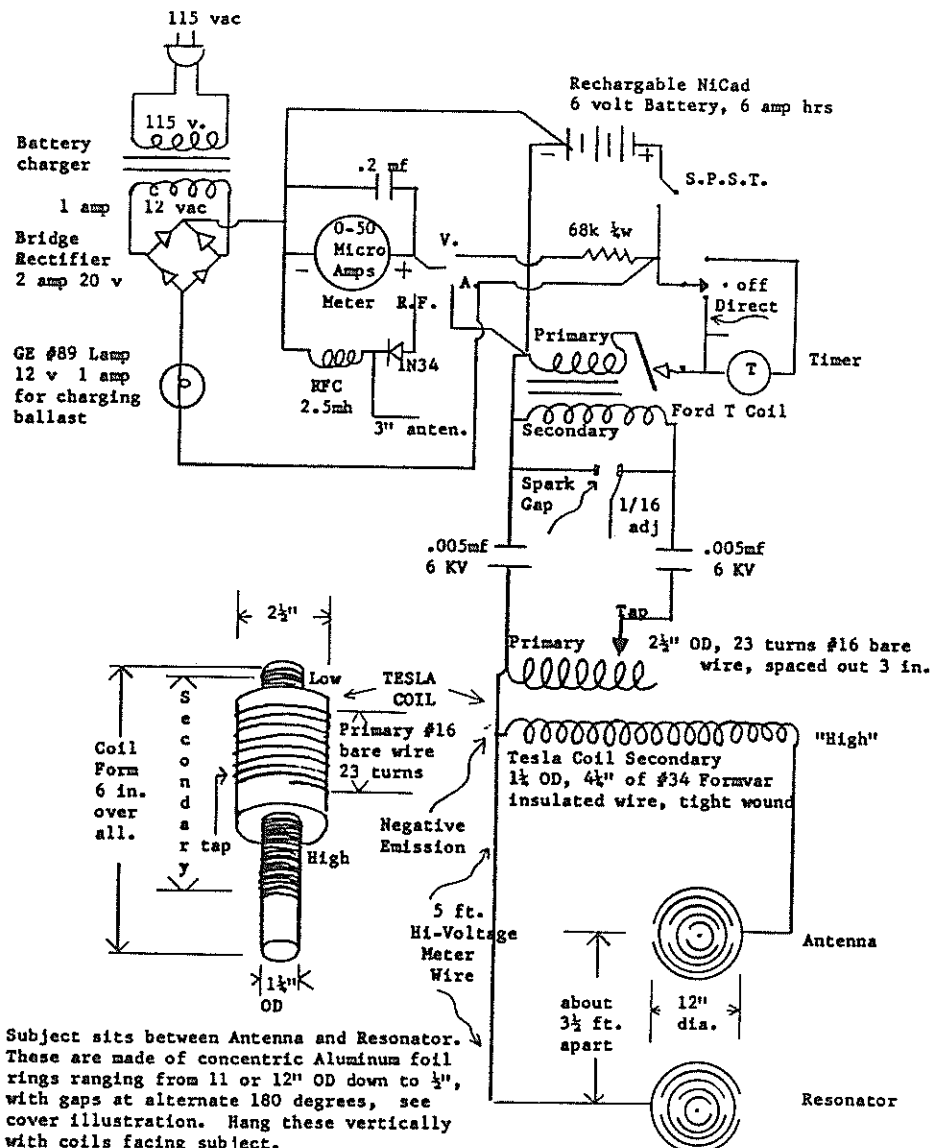 115 vac
115 v.
Battery
charger
1 amp
12 vac
Bridge
Rectifier
2 amp 20 v
GE #89 Lamp
12 v 1 amp
for charging
ballast
.2 mf
0-50
Micro
Amps
-
+
Meter
V.
A.
R.F.
1N34
RFC
2.5mh
3" anten.
Rechargable NiCad
6 volt Battery, 6 amp hrs
-
+
S.P.S.T.
68k ¼w
off
Direct
Timer
T
Primary
Ford T Coil
Secondary
Spark
Gap
1/16
adj
.005mf
6 KV
.005mf
6 KV
Tap
Primary
2½" OD, 23 turns #16 bare
wire, spaced out 3 in.
"High"
Tesla Coil Secondary
1¼ OD, 4¼" of #34 Formvar
insulated wire, tight wound
2½"
Low
TESLA
COIL
Secondary
Primary #16
bare wire
23 turns
Coil
Form
6 in.
over
all.
tap
High
1¼"
OD
Negative
Emission
5 ft.
Hi-Voltage
Meter
Wire
Antenna
about
3½ ft.
apart
12"
dia.
Resonator
Subject sits between Antenna and Resonator.
These are made of concentric Aluminum foil
rings ranging from 11 or 12" OD down to ½",
with gaps at alternate 180 degrees, see
cover illustration. Hang these vertically
with coils facing subject.